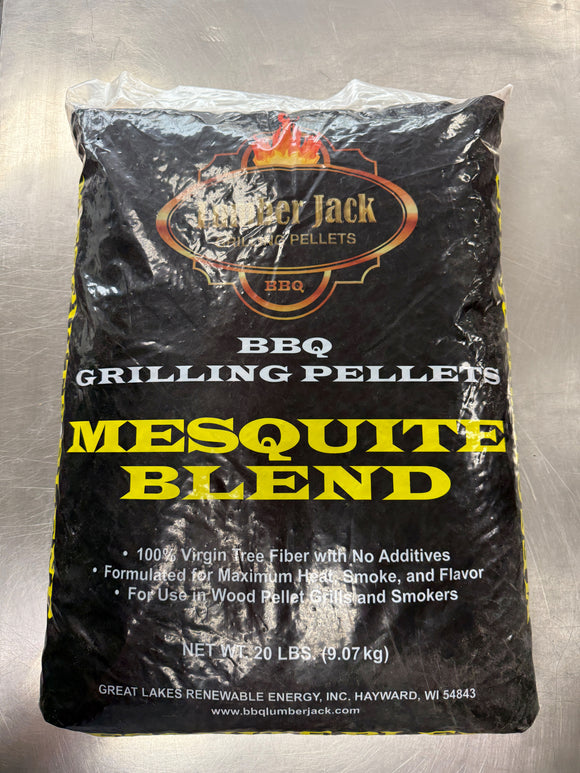 Lumber Jack
GRILLING PELLETS
BBQ
BBQ
GRILLING PELLETS
MESQUITE
BLEND
• 100% Virgin Tree Fiber with No Additives
• Formulated for Maximum Heat, Smoke, and Flavor
• For Use in Wood Pellet Grills and Smokers
NET WT. 20 LBS. (9.07kg)
GREAT LAKES RENEWABLE ENERGY, INC. HAYWARD, WI 54843
www.bbqlumberjack.com